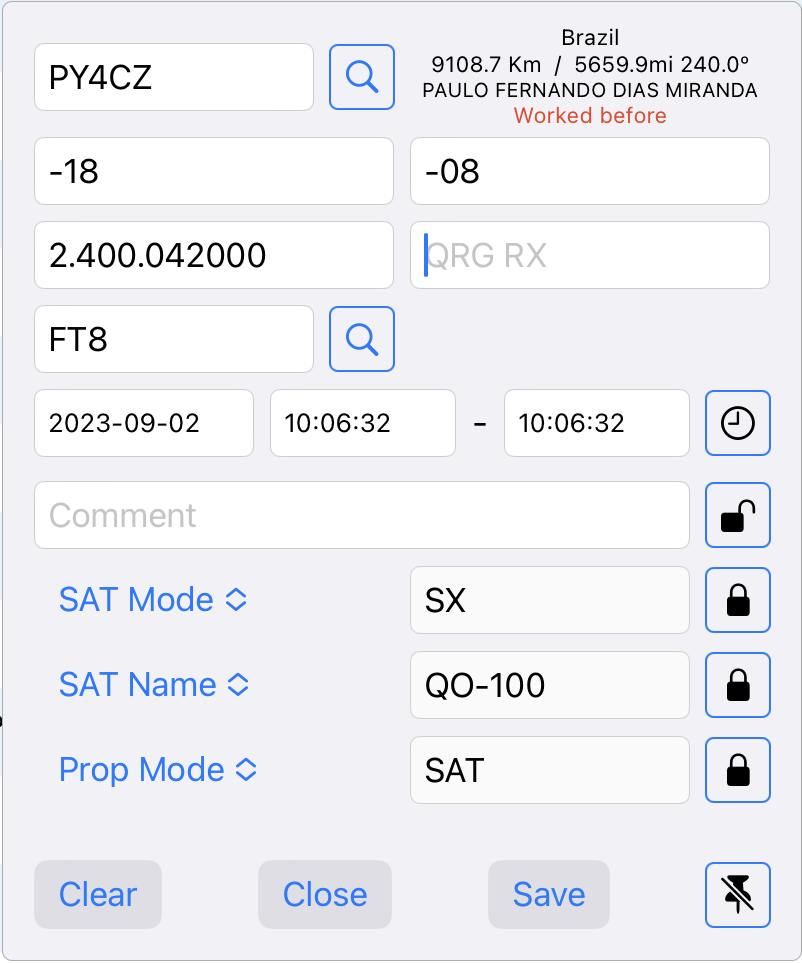 Brazil
PY4CZ
9108.7 Km / 5659.9mi 240.0°
PAULO FERNANDO DIAS MIRANDA
Worked before
-18
-08
2.400.042000
QRG RX
FT8
2023-09-02
10:06:32
-
10:06:32
Comment
SAT Mode
SX
SAT Name
QO-100
Prop Mode
SAT
Clear
Close
Save